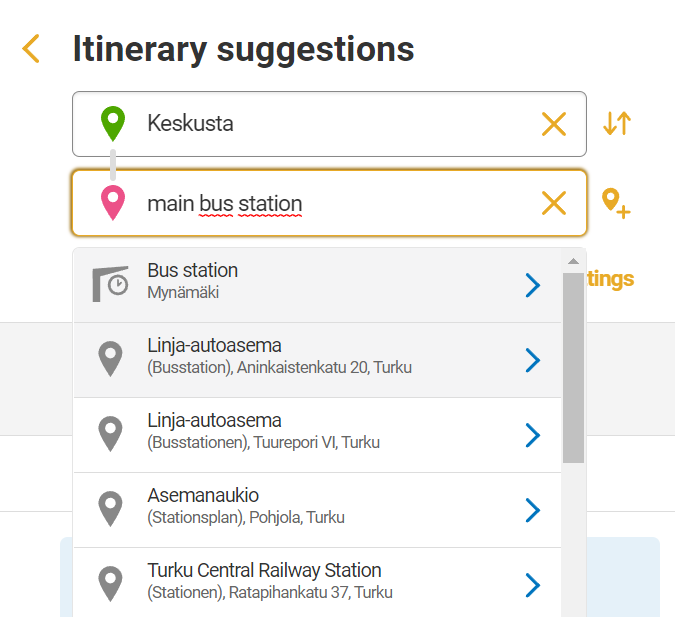 Itinerary suggestions
Keskusta
main bus station
tings
Bus station
Mynämäki
Linja-autoasema
(Busstation), Aninkaistenkatu 20, Turku
Linja-autoasema
(Busstationen), Tuurepori VI, Turku
Asemanaukio
(Stationsplan), Pohjola, Turku
Turku Central Railway Station
(Stationen), Ratapihankatu 37, Turku